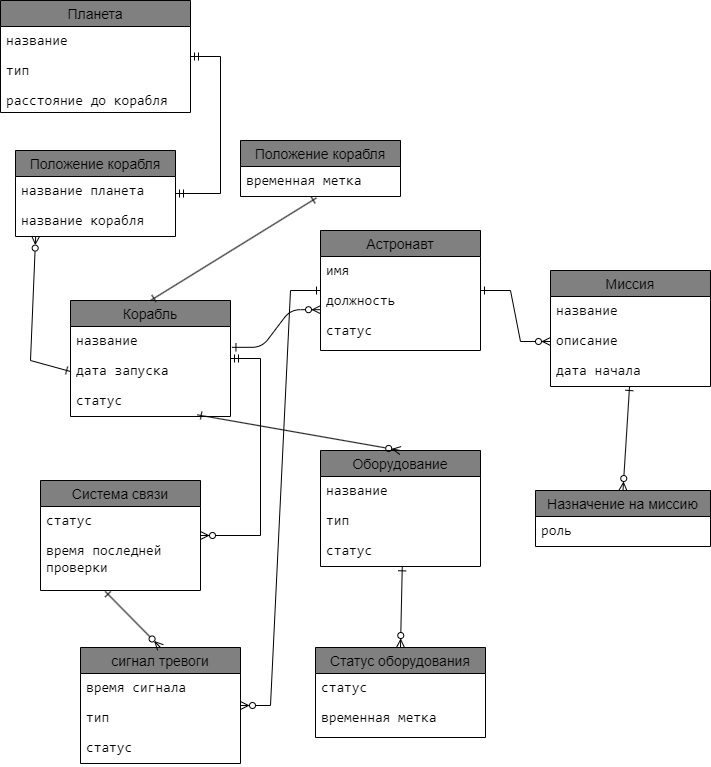 Планета
название
тип
расстояние до корабля
Положение корабля
название планета
название корабля
Положение корабля
временная метка
Астронавт
имя
должность
статус
Миссия
название
описание
дата начала
Корабль
название
дата запуска
статус
Оборудование
название
тип
статус
Система связи
статус
время последней
проверки
Назначение на миссию
роль
сигнал тревоги
время сигнала
тип
статус
Статус оборудования
статус
временная метка